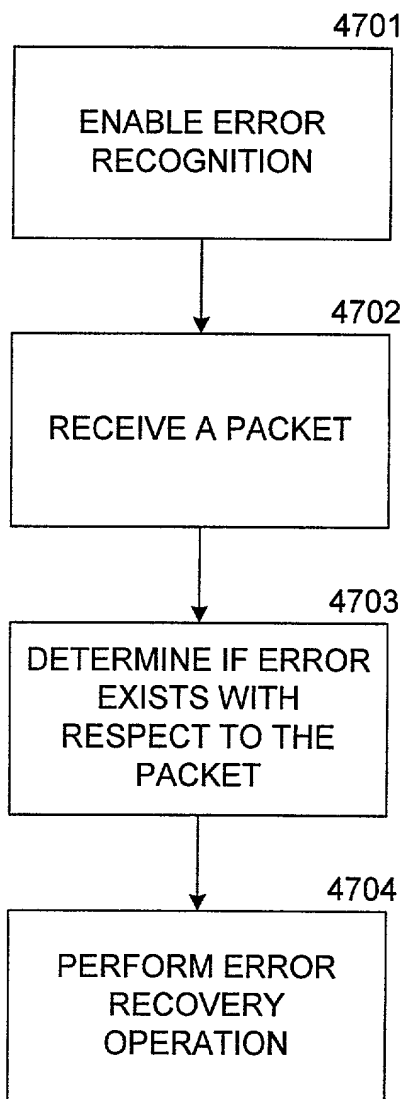 4701
ENABLE ERROR
RECOGNITION
4702
RECEIVE A PACKET
4703
DETERMINE IF ERROR
EXISTS WITH
RESPECT TO THE
PACKET
4704
PERFORM ERROR
RECOVERY
OPERATION